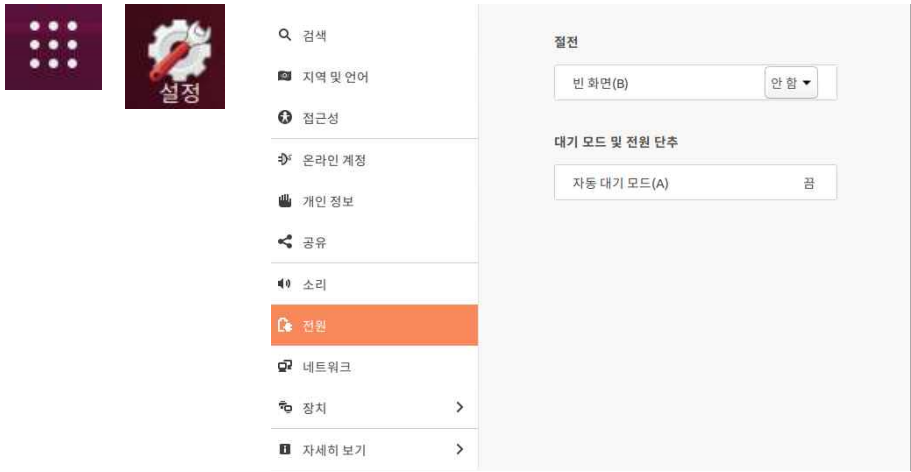 설정
검색
지역 및 언어
접근성
온라인 계정
개인 정보
공유
소리
전원
네트워크
장치
자세히 보기
절전
빈 화면(B)
안 함
대기 모드 및 전원 단추
자동 대기 모드(A)
끔